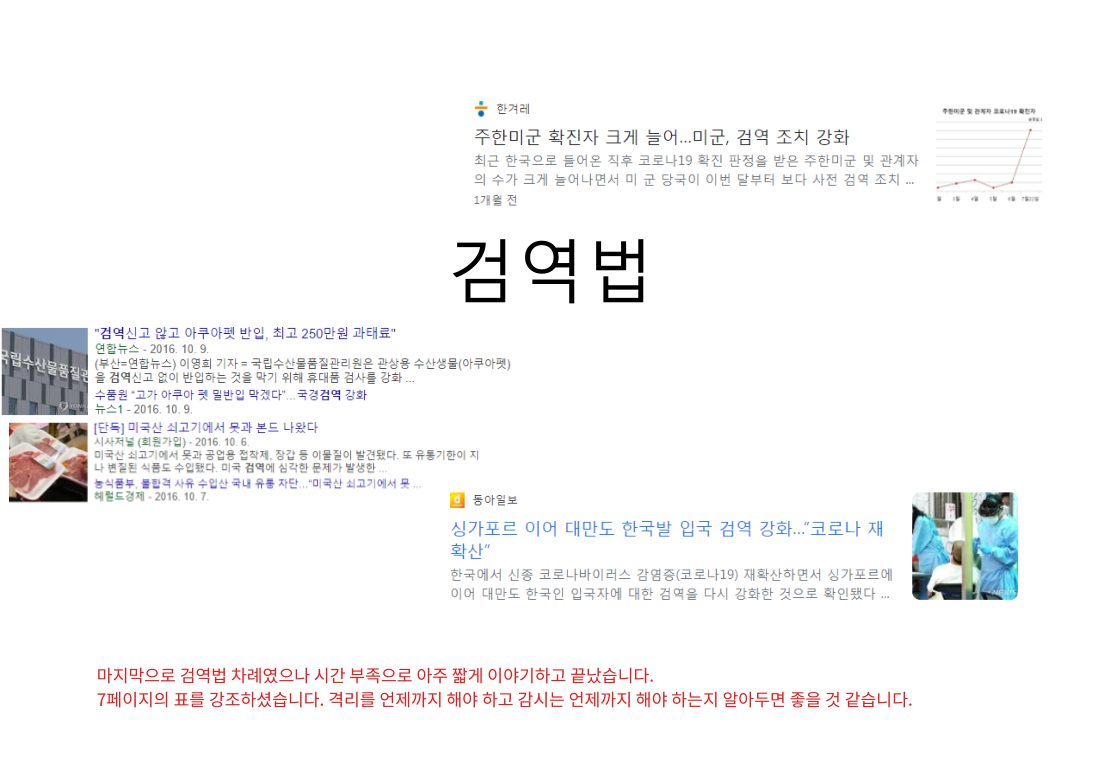 한겨레
주한미군 확진자 크게 늘어...미군, 검역 조치 강화
최근 한국으로 들어온 직후 코로나19 확진 판정을 받은 주한미군 및 관계자
의 수가 크게 늘어나면서 미 군 당국이 이번 달부터 보다 사전 검역 조치 ...
1개월 전
주한미군 및 관계자 코로나19 확진자
검역법
"검역신고 않고 아쿠아펫 반입, 최고 250만원 과태료"
연합뉴스 - 2016. 10. 9.
(부산=연합뉴스) 이영희 기자 = 국립수산물품질관리원은 관상용 수산생물(아쿠아펫)
을 검역신고 없이 반입하는 것을 막기 위해 휴대품 검사를 강화 ...
수품원 "고가 아쿠아 펫 밀반입 막겠다"...국경검역 강화
뉴스1 - 2016. 10. 9.
국립수산물품질관
[단독] 미국산 쇠고기에서 못과 본드 나왔다
시사저널 (회원가입) - 2016. 10. 6.
미국산 쇠고기에서 못과 공업용 접착제, 장갑 등 이물질이 발견됐다. 또 유통기한이 지
나 변질된 식품도 수입됐다. 미국 검역에 심각한 문제가 발생한 ...
농식품부, 불합격 사유 수입산 국내 유통 차단..."미국산 쇠고기에서 못 ...
헤럴드경제 - 2016. 10. 7.
동아일보
싱가포르 이어 대만도 한국발 입국 검역 강화..."코로나 재
확산"
한국에서 신종 코로나바이러스 감염증(코로나19) 재확산하면서 싱가포르에
이어 대만도 한국인 입국자에 대한 검역을 다시 강화한 것으로 확인됐다 ...
마지막으로 검역법 차례였으나 시간 부족으로 아주 짧게 이야기하고 끝났습니다.
7페이지의 표를 강조하셨습니다. 격리를 언제까지 해야 하고 감시는 언제까지 해야 하는지 알아두면 좋을 것 같습니다.